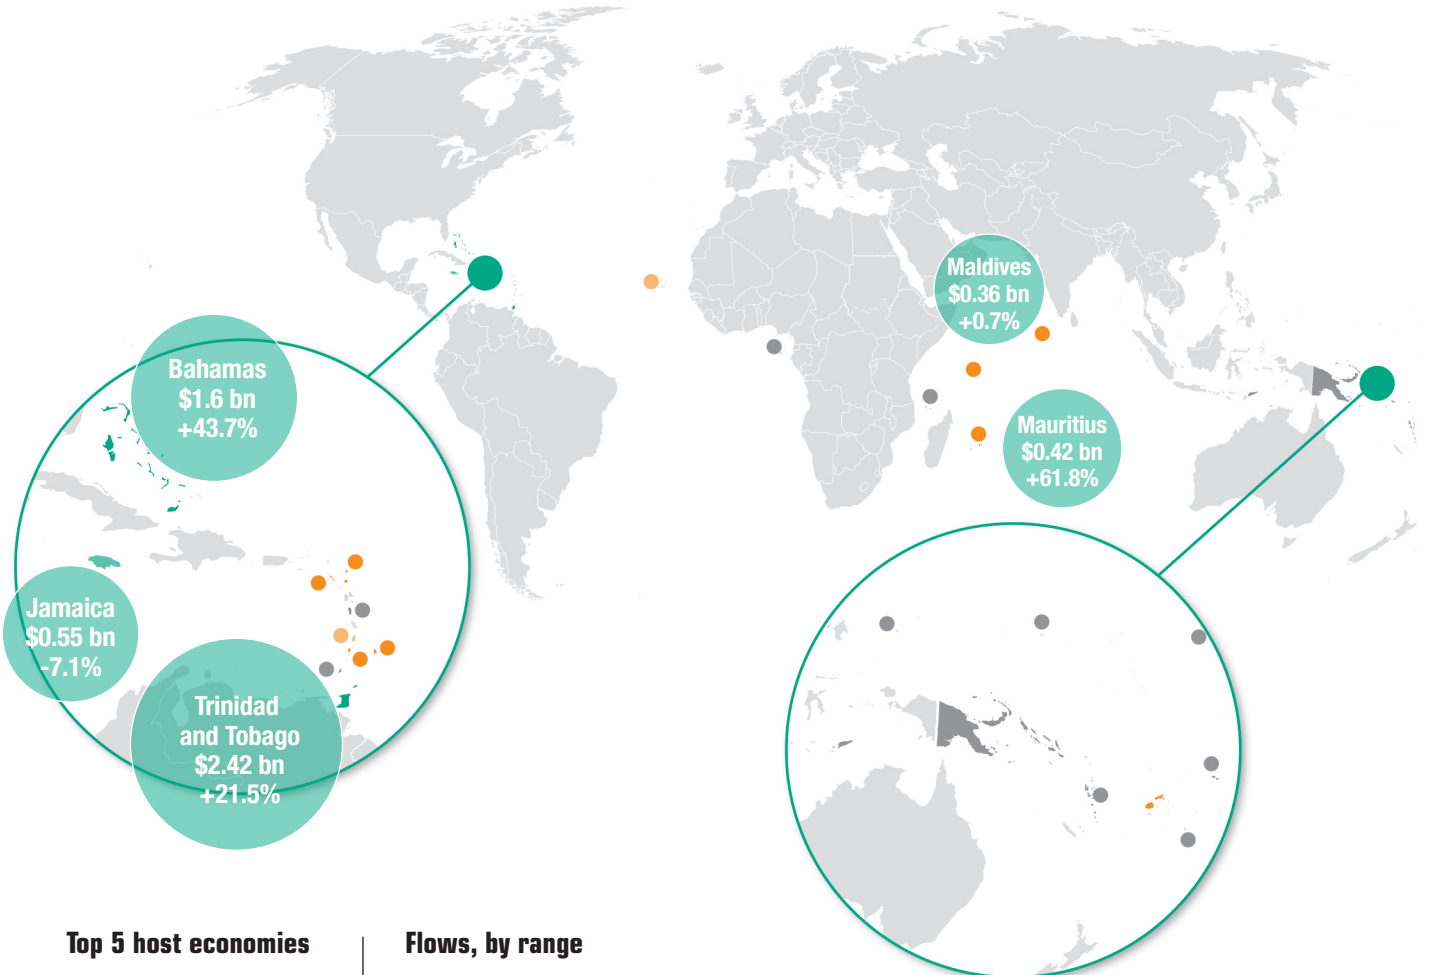 Maldives
$0.36 bn
+0.7%
Bahamas
$1.6 bn
+43.7%
Mauritius
$0.42 bn
+61.8%
Jamaica
$0.55 bn
-7.1%
Trinidad
and Tobago
$2.42 bn
+21.5%
Top 5 host economies
Flows, by range